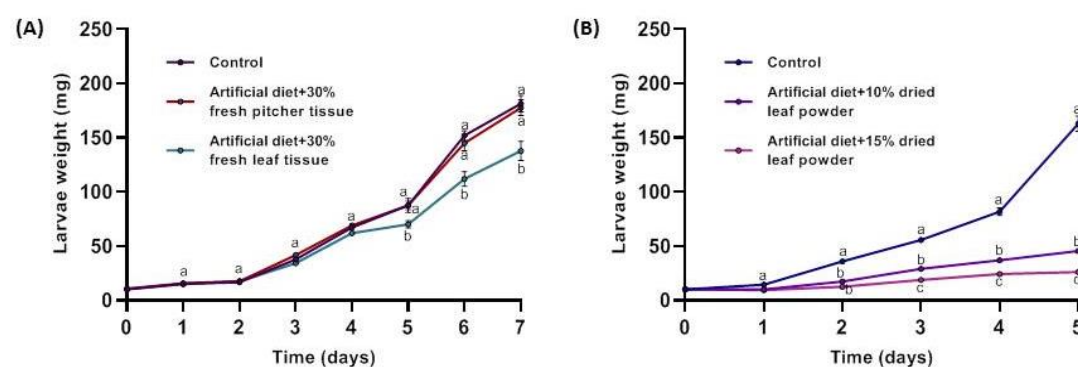 (A)
250
200
150
100
50
0
Larvae weight (mg)
Control
Artificial diet+30%
fresh pitcher tissue
Artificial diet+30%
fresh leaf tissue
a
a
a
a
a
a
b
a
a
b
a
a
b
0 1 2 3 4 5 6 7
Time (days)
(B)
250
200
150
100
50
0
Larvae weight (mg)
Control
Artificial diet+10% dried
leaf powder
Artificial diet+15% dried
leaf powder
a
a
b
b
a
b
c
a
b
c
a
b
c
0 1 2 3 4 5
Time (days)